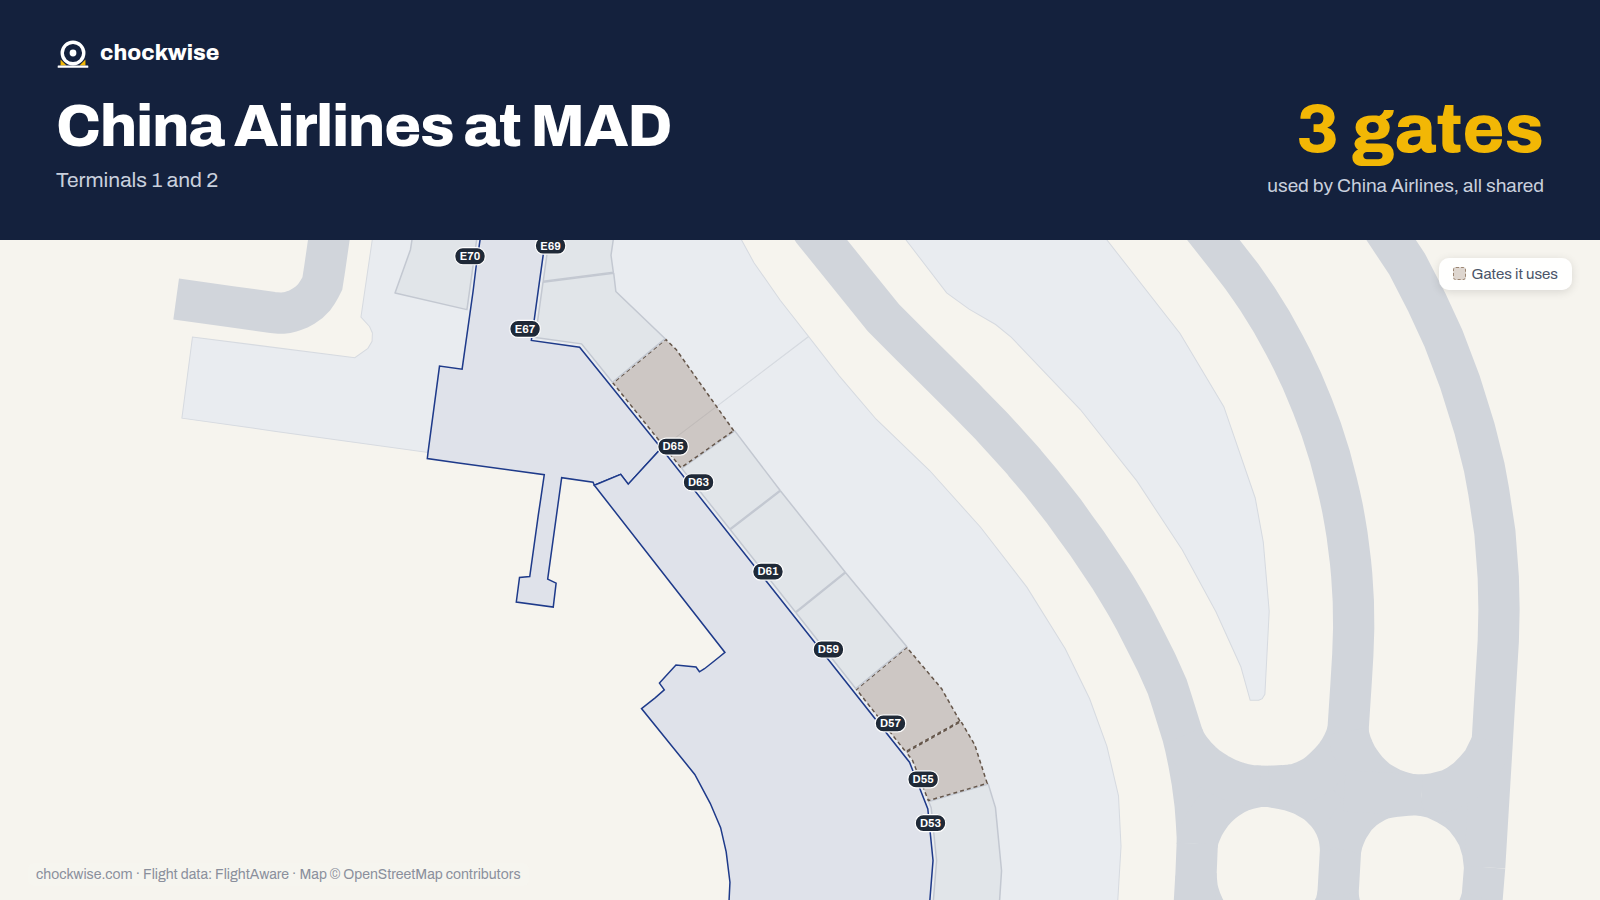 chockwise
China Airlines at MAD
Terminals 1 and 2
3 gates
used by China Airlines, all shared
E70
E69
Gates it uses
E67
D65
D63
D61
D59
D57
D55
D53
chockwise.com · Flight data: FlightAware · Map © OpenStreetMap contributors